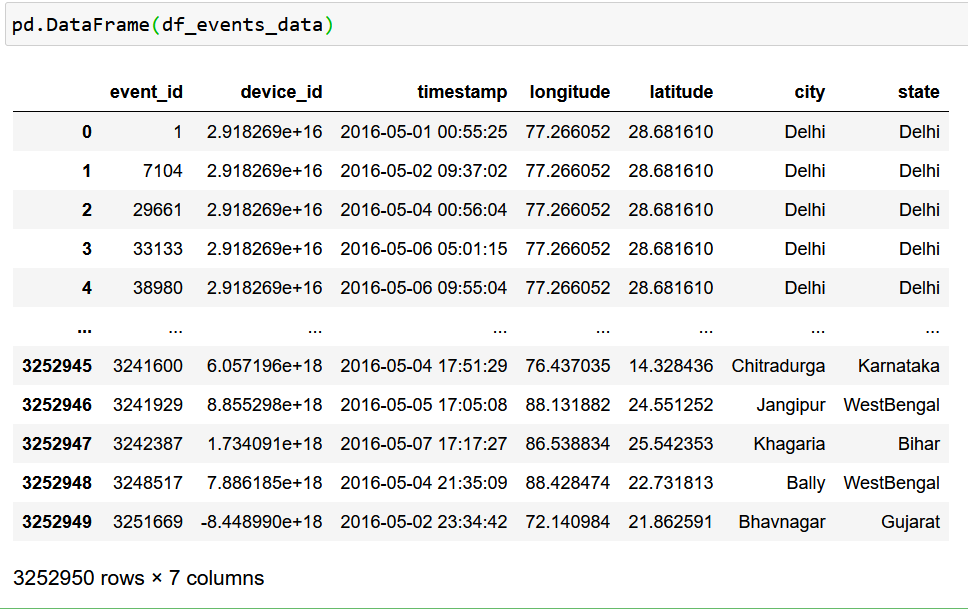 pd.DataFrame(df_events_data)
event_id device_id timestamp longitude latitude city state
0 1 2.918269e+16 2016-05-01 00:55:25 77.266052 28.681610 Delhi Delhi
1 7104 2.918269e+16 2016-05-02 09:37:02 77.266052 28.681610 Delhi Delhi
2 29661 2.918269e+16 2016-05-04 00:56:04 77.266052 28.681610 Delhi Delhi
3 33133 2.918269e+16 2016-05-06 05:01:15 77.266052 28.681610 Delhi Delhi
4 38980 2.918269e+16 2016-05-06 09:55:04 77.266052 28.681610 Delhi Delhi
... ... ... ... ... ... ... ...
3252945 3241600 6.057196e+18 2016-05-04 17:51:29 76.437035 14.328436 Chitradurga Karnataka
3252946 3241929 8.855298e+18 2016-05-05 17:05:08 88.131882 24.551252 Jangipur WestBengal
3252947 3242387 1.734091e+18 2016-05-07 17:17:27 86.538834 25.542353 Khagaria Bihar
3252948 3248517 7.886185e+18 2016-05-04 21:35:09 88.428474 22.731813 Bally WestBengal
3252949 3251669 -8.448990e+18 2016-05-02 23:34:42 72.140984 21.862591 Bhavnagar Gujarat
3252950 rows × 7 columns